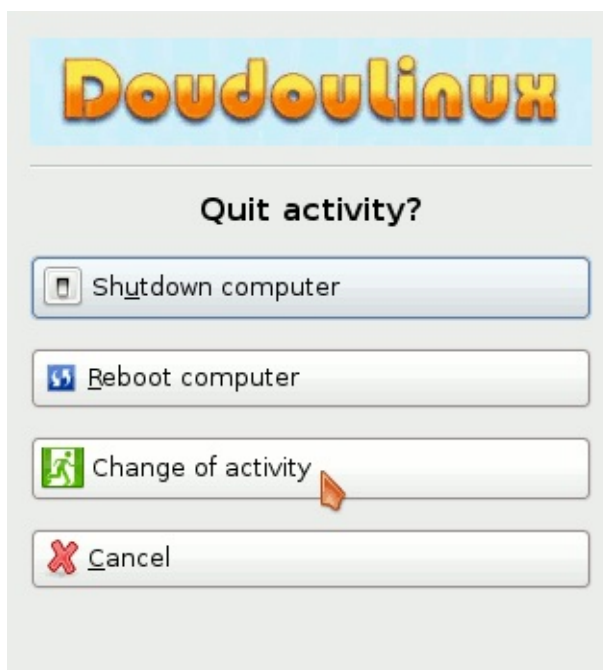 DoudouLinux
Quit activity?
Shutdown computer
Reboot computer
Change of activity
Cancel